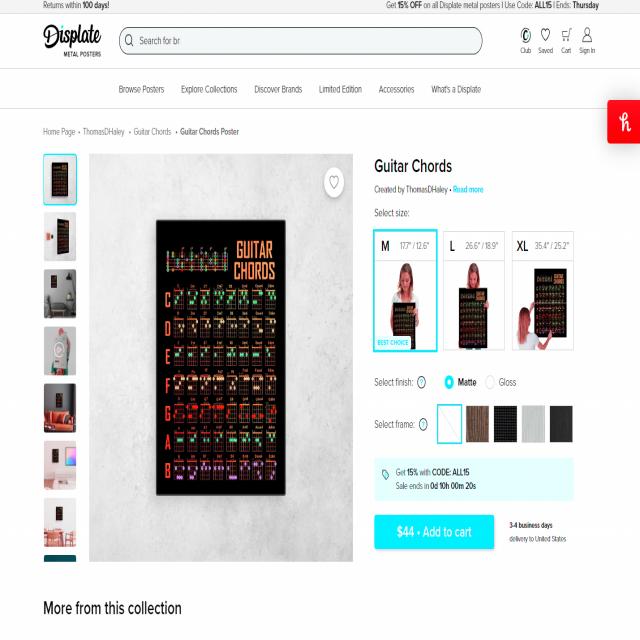 Returns within 100 days!
Get 15% OFF on all Displate metal posters | Use Code: ALL15 | Ends: Thursday
Displate
METAL POSTERS
Search for br
Club
Saved
Cart
Sign In
Browse Posters
Explore Collections
Discover Brands
Limited Edition
Accessories
What's a Displate
Home Page • ThomasDHaley • Guitar Chords • Guitar Chords Poster
GUITAR
CHORDS
C
D
E
F
G
A
B
Guitar Chords
Created by ThomasDHaley • Read more
Select size:
M 17.7" / 12.6"
L 26.6" / 18.9"
XL 35.4" / 25.2"
BEST CHOICE
Select finish: ?
Matte
Gloss
Select frame: ?
Get 15% with CODE: ALL15
Sale ends in 0d 10h 00m 20s
$44 • Add to cart
3-4 business days
delivery to United States
More from this collection